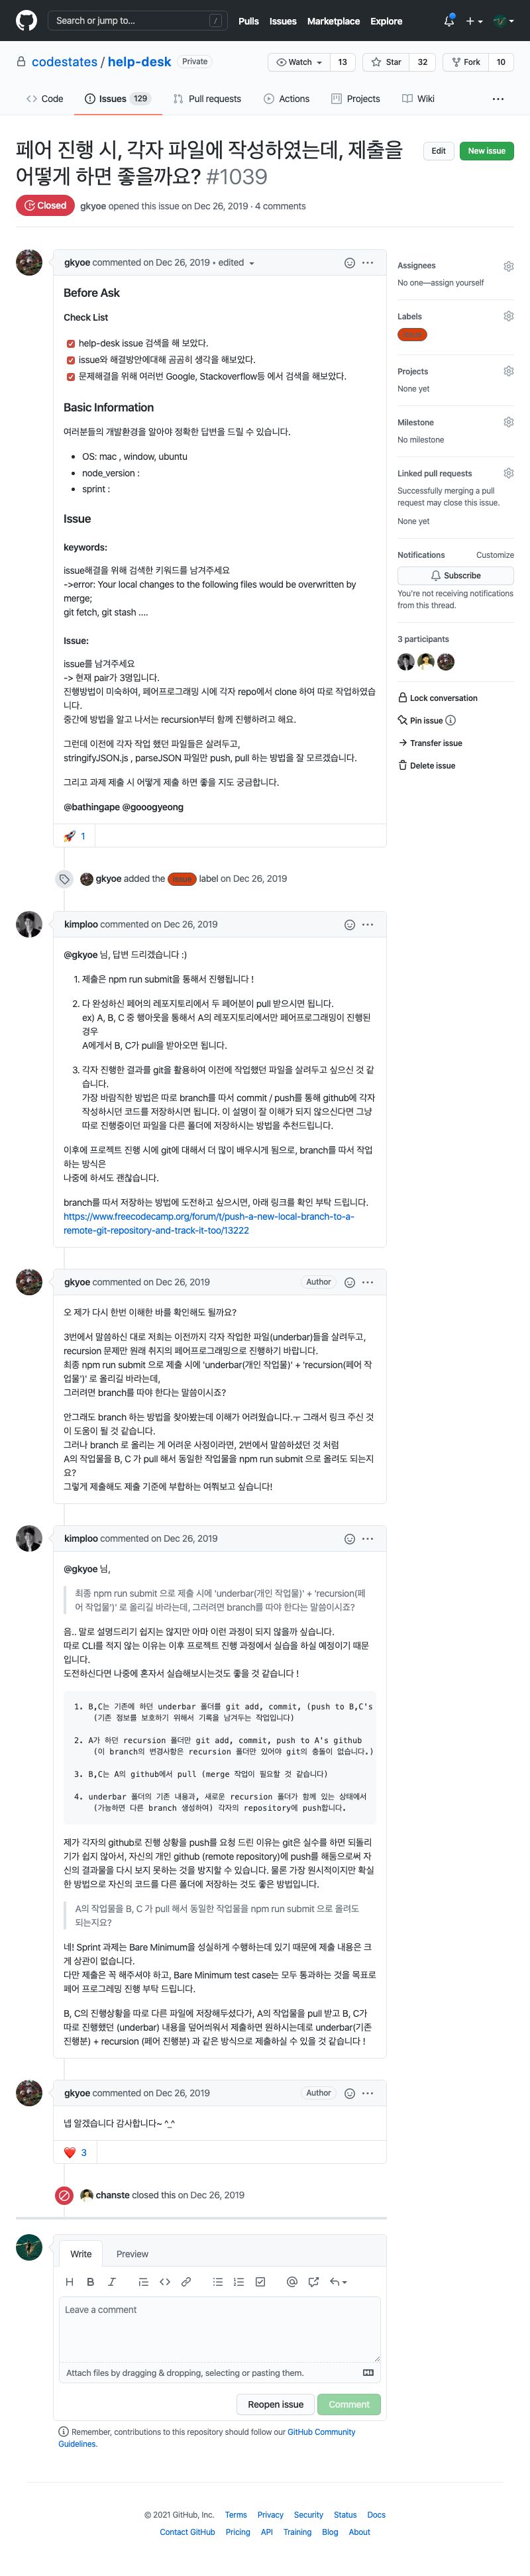 Search or jump to...
/
Pulls Issues Marketplace Explore
codestates / help-desk Private
Watch 13 Star 32 Fork 10
Code Issues 129 Pull requests Actions Projects Wiki
페어 진행 시, 각자 파일에 작성하였는데, 제출을
어떻게 하면 좋을까요? #1039
Edit New issue
Closed gkyoe opened this issue on Dec 26, 2019 · 4 comments
gkyoe commented on Dec 26, 2019 • edited
Before Ask
Check List
help-desk issue 검색을 해 보았다.
issue와 해결방안에대해 곰곰히 생각을 해보았다.
문제해결을 위해 여러번 Google, Stackoverflow등 에서 검색을 해보았다.
Basic Information
여러분들의 개발환경을 알아야 정확한 답변을 드릴 수 있습니다.
• OS: mac , window, ubuntu
• node_version :
• sprint :
Issue
keywords:
issue해결을 위해 검색한 키워드를 남겨주세요
->error: Your local changes to the following files would be overwritten by
merge;
git fetch, git stash ....
Issue:
issue를 남겨주세요
-> 현재 pair가 3명입니다.
진행방법이 미숙하여, 페어프로그래밍 시에 각자 repo에서 clone 하여 따로 작업하였습
니다.
중간에 방법을 알고 나서는 recursion부터 함께 진행하려고 해요.
그런데 이전에 각자 작업 했던 파일들은 살려두고,
stringifyJSON.js , parseJSON 파일만 push, pull 하는 방법을 잘 모르겠습니다.
그리고 과제 제출 시 어떻게 제출 하면 좋을 지도 궁금합니다.
@bathingape @gooogyeong
🚀 1
gkyoe added the issue label on Dec 26, 2019
kimploo commented on Dec 26, 2019
@gkyoe 님, 답변 드리겠습니다 :)
1. 제출은 npm run submit을 통해서 진행됩니다 !
2. 다 완성하신 페어의 레포지토리에서 두 페어분이 pull 받으시면 됩니다.
ex) A, B, C 중 행아웃을 통해서 A의 레포지토리에서만 페어프로그래밍이 진행된
경우
A에게서 B, C가 pull을 받아오면 됩니다.
3. 각자 진행한 결과를 git을 활용하여 이전에 작업했던 파일을 살려두고 싶으신 것 같
습니다.
가장 바람직한 방법은 따로 branch를 따서 commit / push를 통해 github에 각자
작성하시던 코드를 저장하시면 됩니다. 이 설명이 잘 이해가 되지 않으신다면 그냥
따로 진행중이던 파일을 다른 폴더에 저장하시는 방법을 추천드립니다.
이후에 프로젝트 진행 시에 git에 대해서 더 많이 배우시게 됨으로, branch를 따서 작업
하는 방식은
나중에 하셔도 괜찮습니다.
branch를 따서 저장하는 방법에 도전하고 싶으시면, 아래 링크를 확인 부탁 드립니다.
https://www.freecodecamp.org/forum/t/push-a-new-local-branch-to-a-
remote-git-repository-and-track-it-too/13222
gkyoe commented on Dec 26, 2019 Author
오 제가 다시 한번 이해한 바를 확인해도 될까요?
3번에서 말씀하신 대로 저희는 이전까지 각자 작업한 파일(underbar)들을 살려두고,
recursion 문제만 원래 취지의 페어프로그래밍으로 진행하기 바랍니다.
최종 npm run submit 으로 제출 시에 'underbar(개인 작업물)' + 'recursion(페어 작
업물)' 로 올리길 바라는데,
그러려면 branch를 따야 한다는 말씀이시죠?
안그래도 branch 하는 방법을 찾아봤는데 이해가 어려웠습니다.ㅜ 그래서 링크 주신 것
이 도움이 될 것 같습니다.
그러나 branch 로 올리는 게 어려운 사정이라면, 2번에서 말씀하셨던 것 처럼
A의 작업물을 B, C 가 pull 해서 동일한 작업물을 npm run submit 으로 올려도 되는지
요?
그렇게 제출해도 제출 기준에 부합하는 여쭤보고 싶습니다!
kimploo commented on Dec 26, 2019
@gkyoe 님,
최종 npm run submit 으로 제출 시에 'underbar(개인 작업물)' + 'recursion(페
어 작업물)' 로 올리길 바라는데, 그러려면 branch를 따야 한다는 말씀이시죠?
음.. 말로 설명드리기 쉽지는 않지만 아마 이런 과정이 되지 않을까 싶습니다.
따로 CLI를 적지 않는 이유는 이후 프로젝트 진행 과정에서 실습을 하실 예정이기 때문
입니다.
도전하신다면 나중에 혼자서 실습해보시는것도 좋을 것 같습니다 !
1. B,C는 기존에 하던 underbar 폴더를 git add, commit, (push to B,C's
(기존 정보를 보호하기 위해서 기록을 남겨두는 작업입니다)
2. A가 하던 recursion 폴더만 git add, commit, push to A's github
(이 branch의 변경사항은 recursion 폴더만 있어야 git의 충돌이 없습니다.)
3. B,C는 A의 github에서 pull (merge 작업이 필요할 것 같습니다)
4. underbar 폴더의 기존 내용과, 새로운 recursion 폴더가 함께 있는 상태에서
(가능하면 다른 branch 생성하여) 각자의 repository에 push합니다.
제가 각자의 github로 진행 상황을 push를 요청 드린 이유는 git은 실수를 하면 되돌리
기가 쉽지 않아서, 자신의 개인 github (remote repository)에 push를 해둠으로써 자
신의 결과물을 다시 보지 못하는 것을 방지할 수 있습니다. 물론 가장 원시적이지만 확실
한 방법으로 자신의 코드를 다른 폴더에 저장하는 것도 좋은 방법입니다.
A의 작업물을 B, C 가 pull 해서 동일한 작업물을 npm run submit 으로 올려도
되는지요?
네! Sprint 과제는 Bare Minimum을 성실하게 수행하는데 있기 때문에 제출 내용은 크
게 상관이 없습니다.
다만 제출은 꼭 해주셔야 하고, Bare Minimum test case는 모두 통과하는 것을 목표로
페어 프로그레밍 진행 부탁 드립니다.
B, C의 진행상황을 따로 다른 파일에 저장해두셨다가, A의 작업물을 pull 받고 B, C가
따로 진행했던 (underbar) 내용을 덮어씌워서 제출하면 원하시는데로 underbar(기존
진행분) + recursion (페어 진행분) 과 같은 방식으로 제출하실 수 있을 것 같습니다 !
gkyoe commented on Dec 26, 2019 Author
넵 알겠습니다 감사합니다~ ^_^
❤️ 3
chanste closed this on Dec 26, 2019
Write Preview
Leave a comment
Attach files by dragging & dropping, selecting or pasting them.
Reopen issue Comment
Remember, contributions to this repository should follow our GitHub Community
Guidelines.
Assignees
No one—assign yourself
Labels
issue
Projects
None yet
Milestone
No milestone
Linked pull requests
Successfully merging a pull
request may close this issue.
None yet
Notifications Customize
Subscribe
You're not receiving notifications
from this thread.
3 participants
Lock conversation
Pin issue
Transfer issue
Delete issue
© 2021 GitHub, Inc. Terms Privacy Security Status Docs
Contact GitHub Pricing API Training Blog About